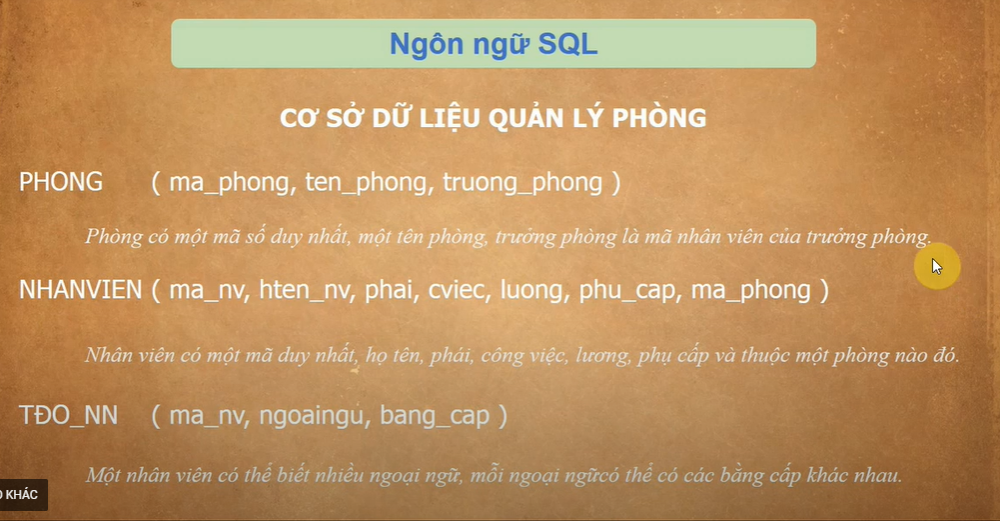 Ngôn ngữ SQL
CƠ SỞ DỮ LIỆU QUẢN LÝ PHÒNG
PHONG ( ma_phong, ten_phong, truong_phong )
Phòng có một mã số duy nhất, một tên phòng, trưởng phòng là mã nhân viên của trưởng phòng.
NHANVIEN ( ma_nv, hten_nv, phai, cviec, luong, phu_cap, ma_phong )
Nhân viên có một mã duy nhất, họ tên, phái, công việc, lương, phụ cấp và thuộc một phòng nào đó.
TĐO_NN ( ma_nv, ngoaingu, bang_cap )
Một nhân viên có thể biết nhiều ngoại ngữ, mỗi ngoại ngữcó thể có các bằng cấp khác nhau.
KHÁC